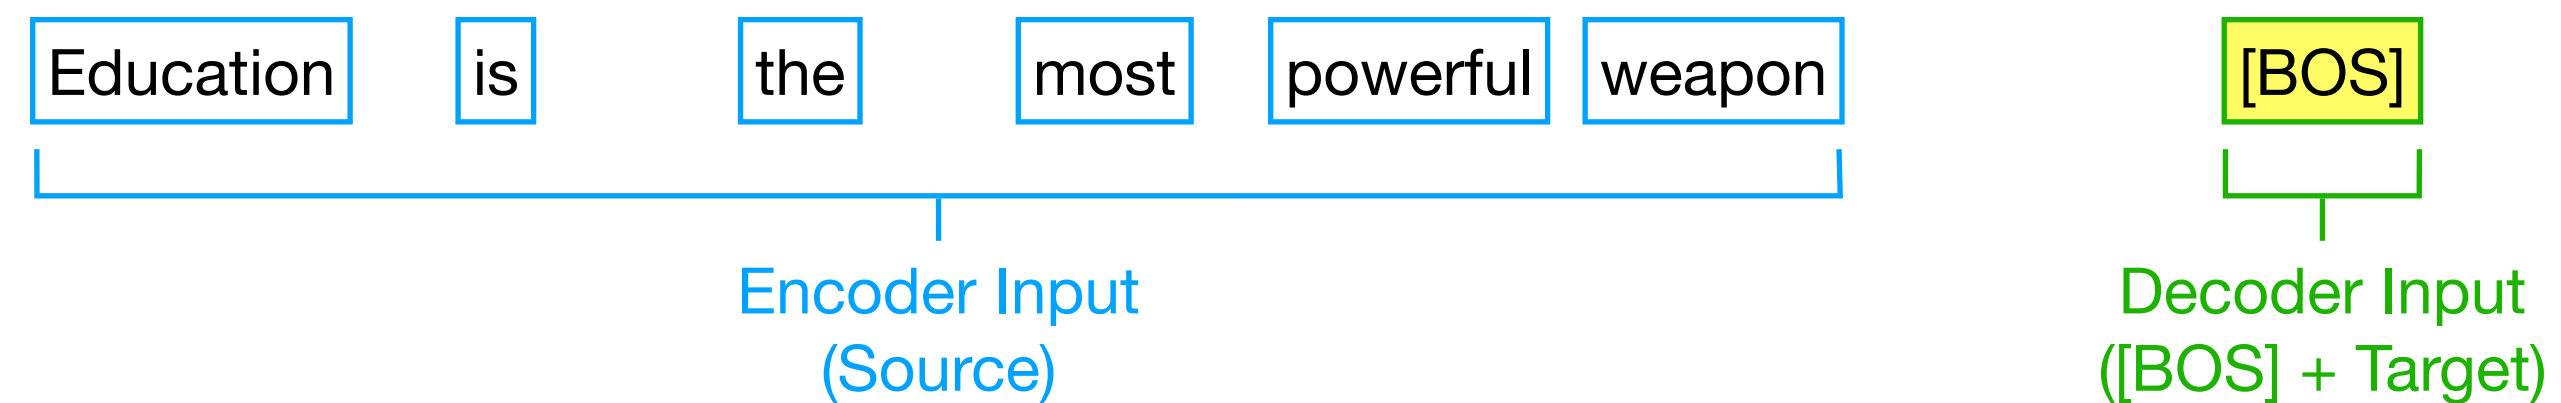 Education is the most powerful weapon [BOS]
Encoder Input
(Source)
Decoder Input
([BOS] + Target)